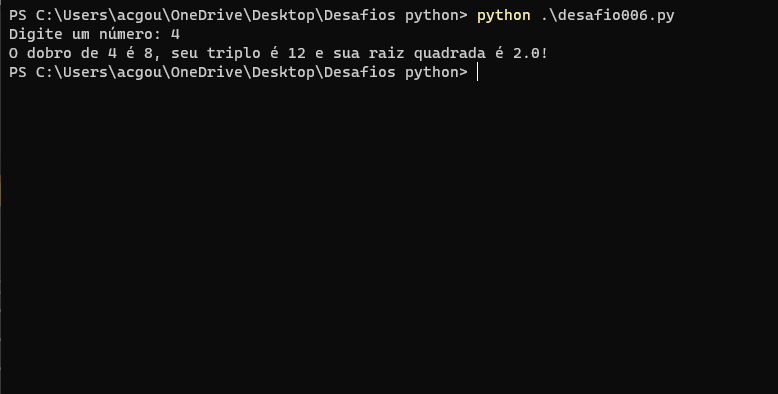 PS C:\Users\acgou\OneDrive\Desktop\Desafios python> python .\desafio006.py
Digite um número: 4
O dobro de 4 é 8, seu triplo é 12 e sua raiz quadrada é 2.0!
PS C:\Users\acgou\OneDrive\Desktop\Desafios python>